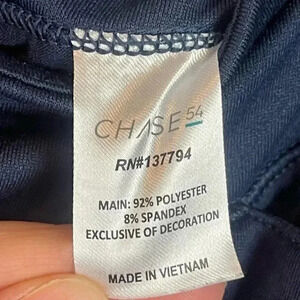 CHASE 54
RN#137794
MAIN: 92% POLYESTER
8% SPANDEX
EXCLUSIVE OF DECORATION
MADE IN VIETNAM